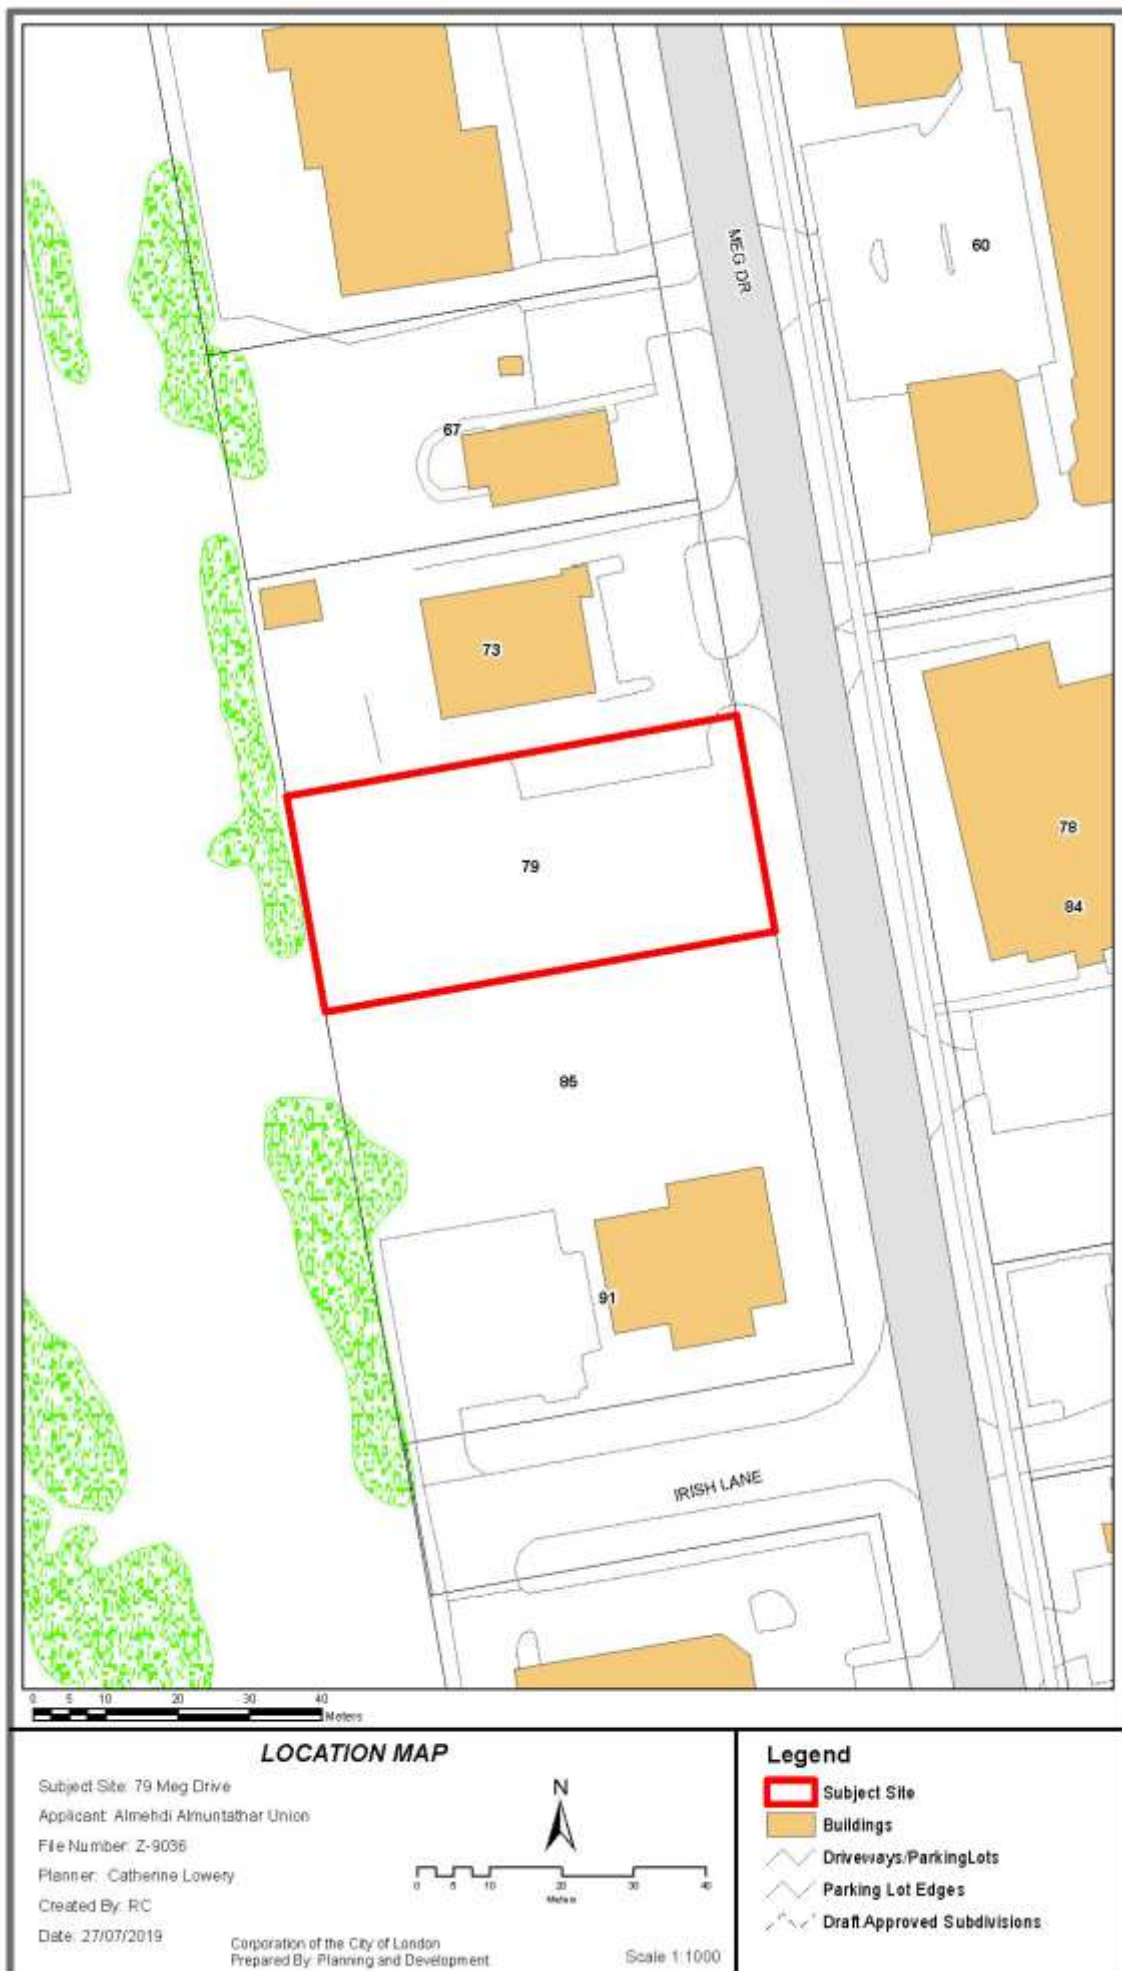 MEG DR
60
67
73
79
78
84
85
91
IRISH LANE
0 5 10 20 30 40
Meters
LOCATION MAP
Subject Site: 79 Meg Drive
Applicant: Almehdi Almuntathar Union
File Number: Z-9036
Planner: Catherine Lowery
Created By: RC
Date: 27/07/2019
Corporation of the City of London
Prepared By: Planning and Development
N
0 5 10 20 30 40
Meters
Scale 1:1000
Legend
Subject Site
Buildings
Driveways/ParkingLots
Parking Lot Edges
Draft Approved Subdivisions